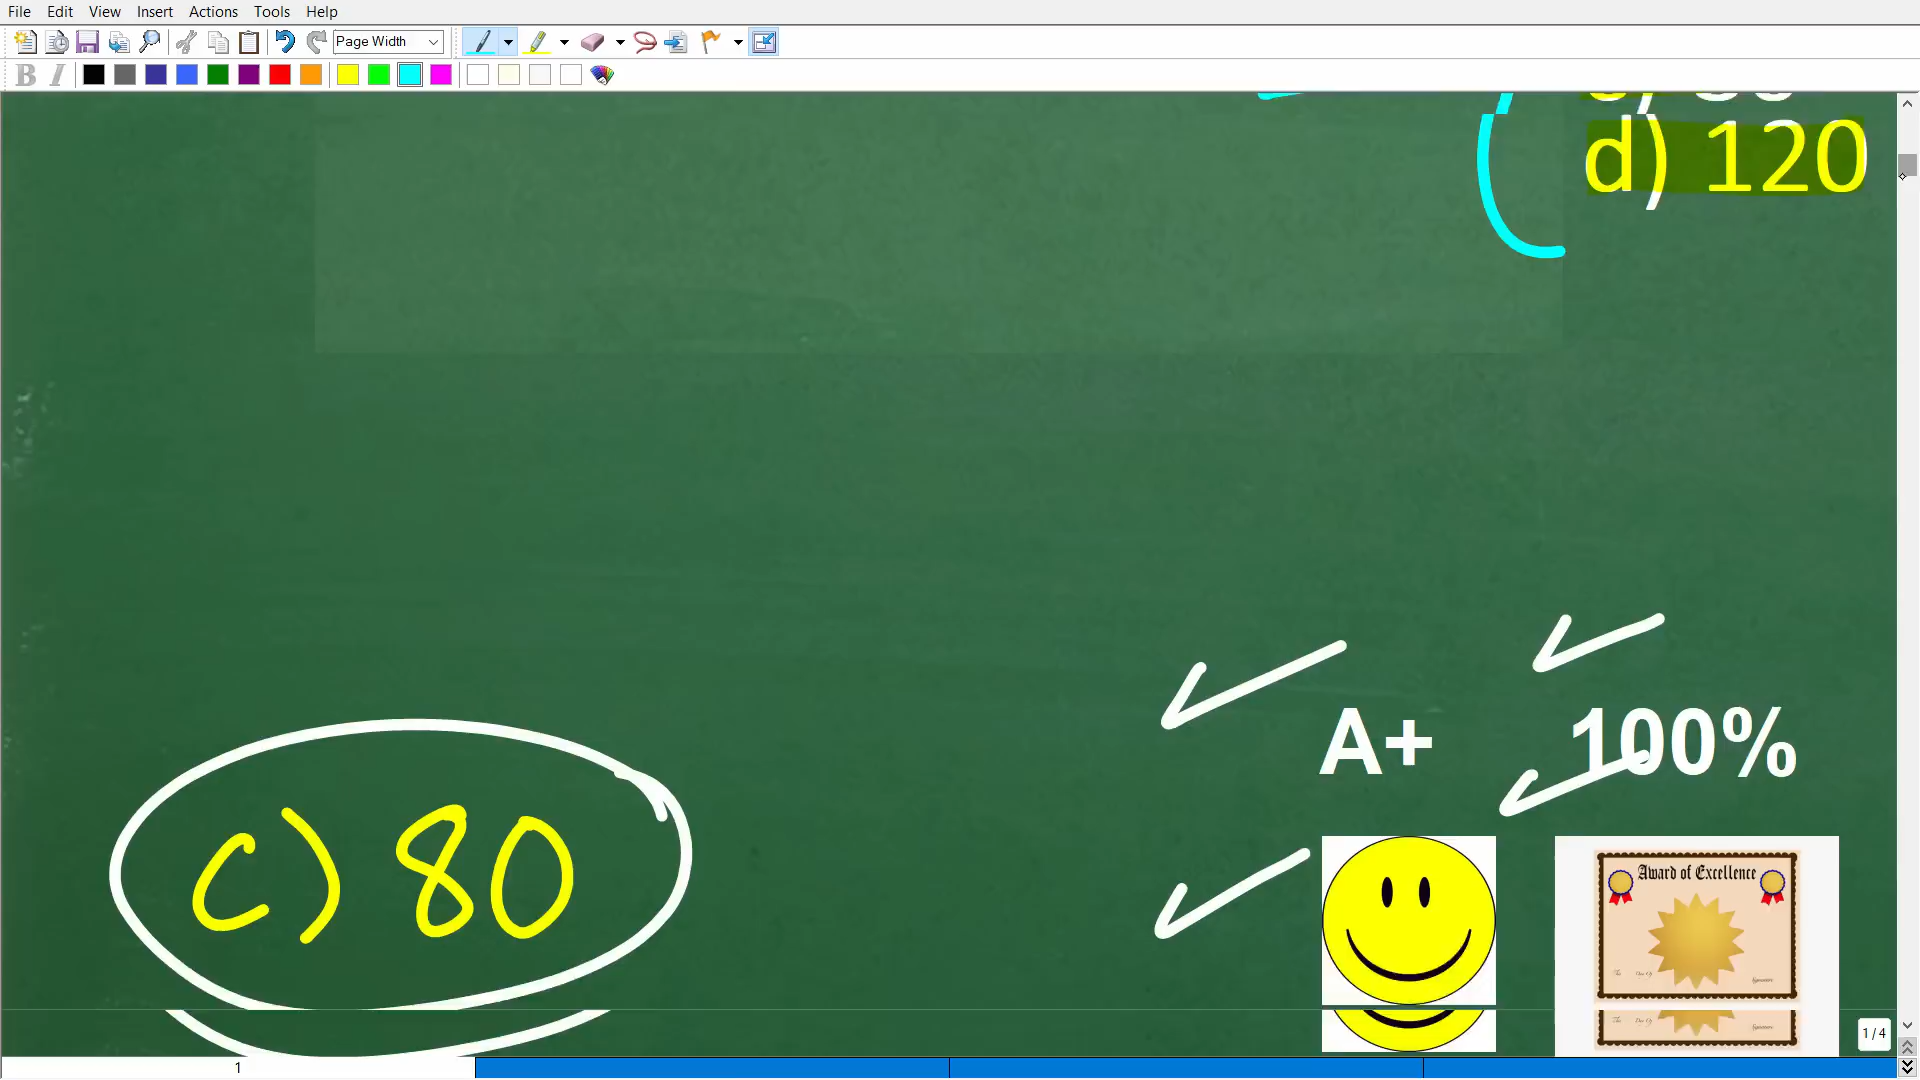 File Edit View Insert Actions Tools Help
Page Width
B I
d) 120
A+ 100%
c) 80
Award of Excellence
1 / 4
1